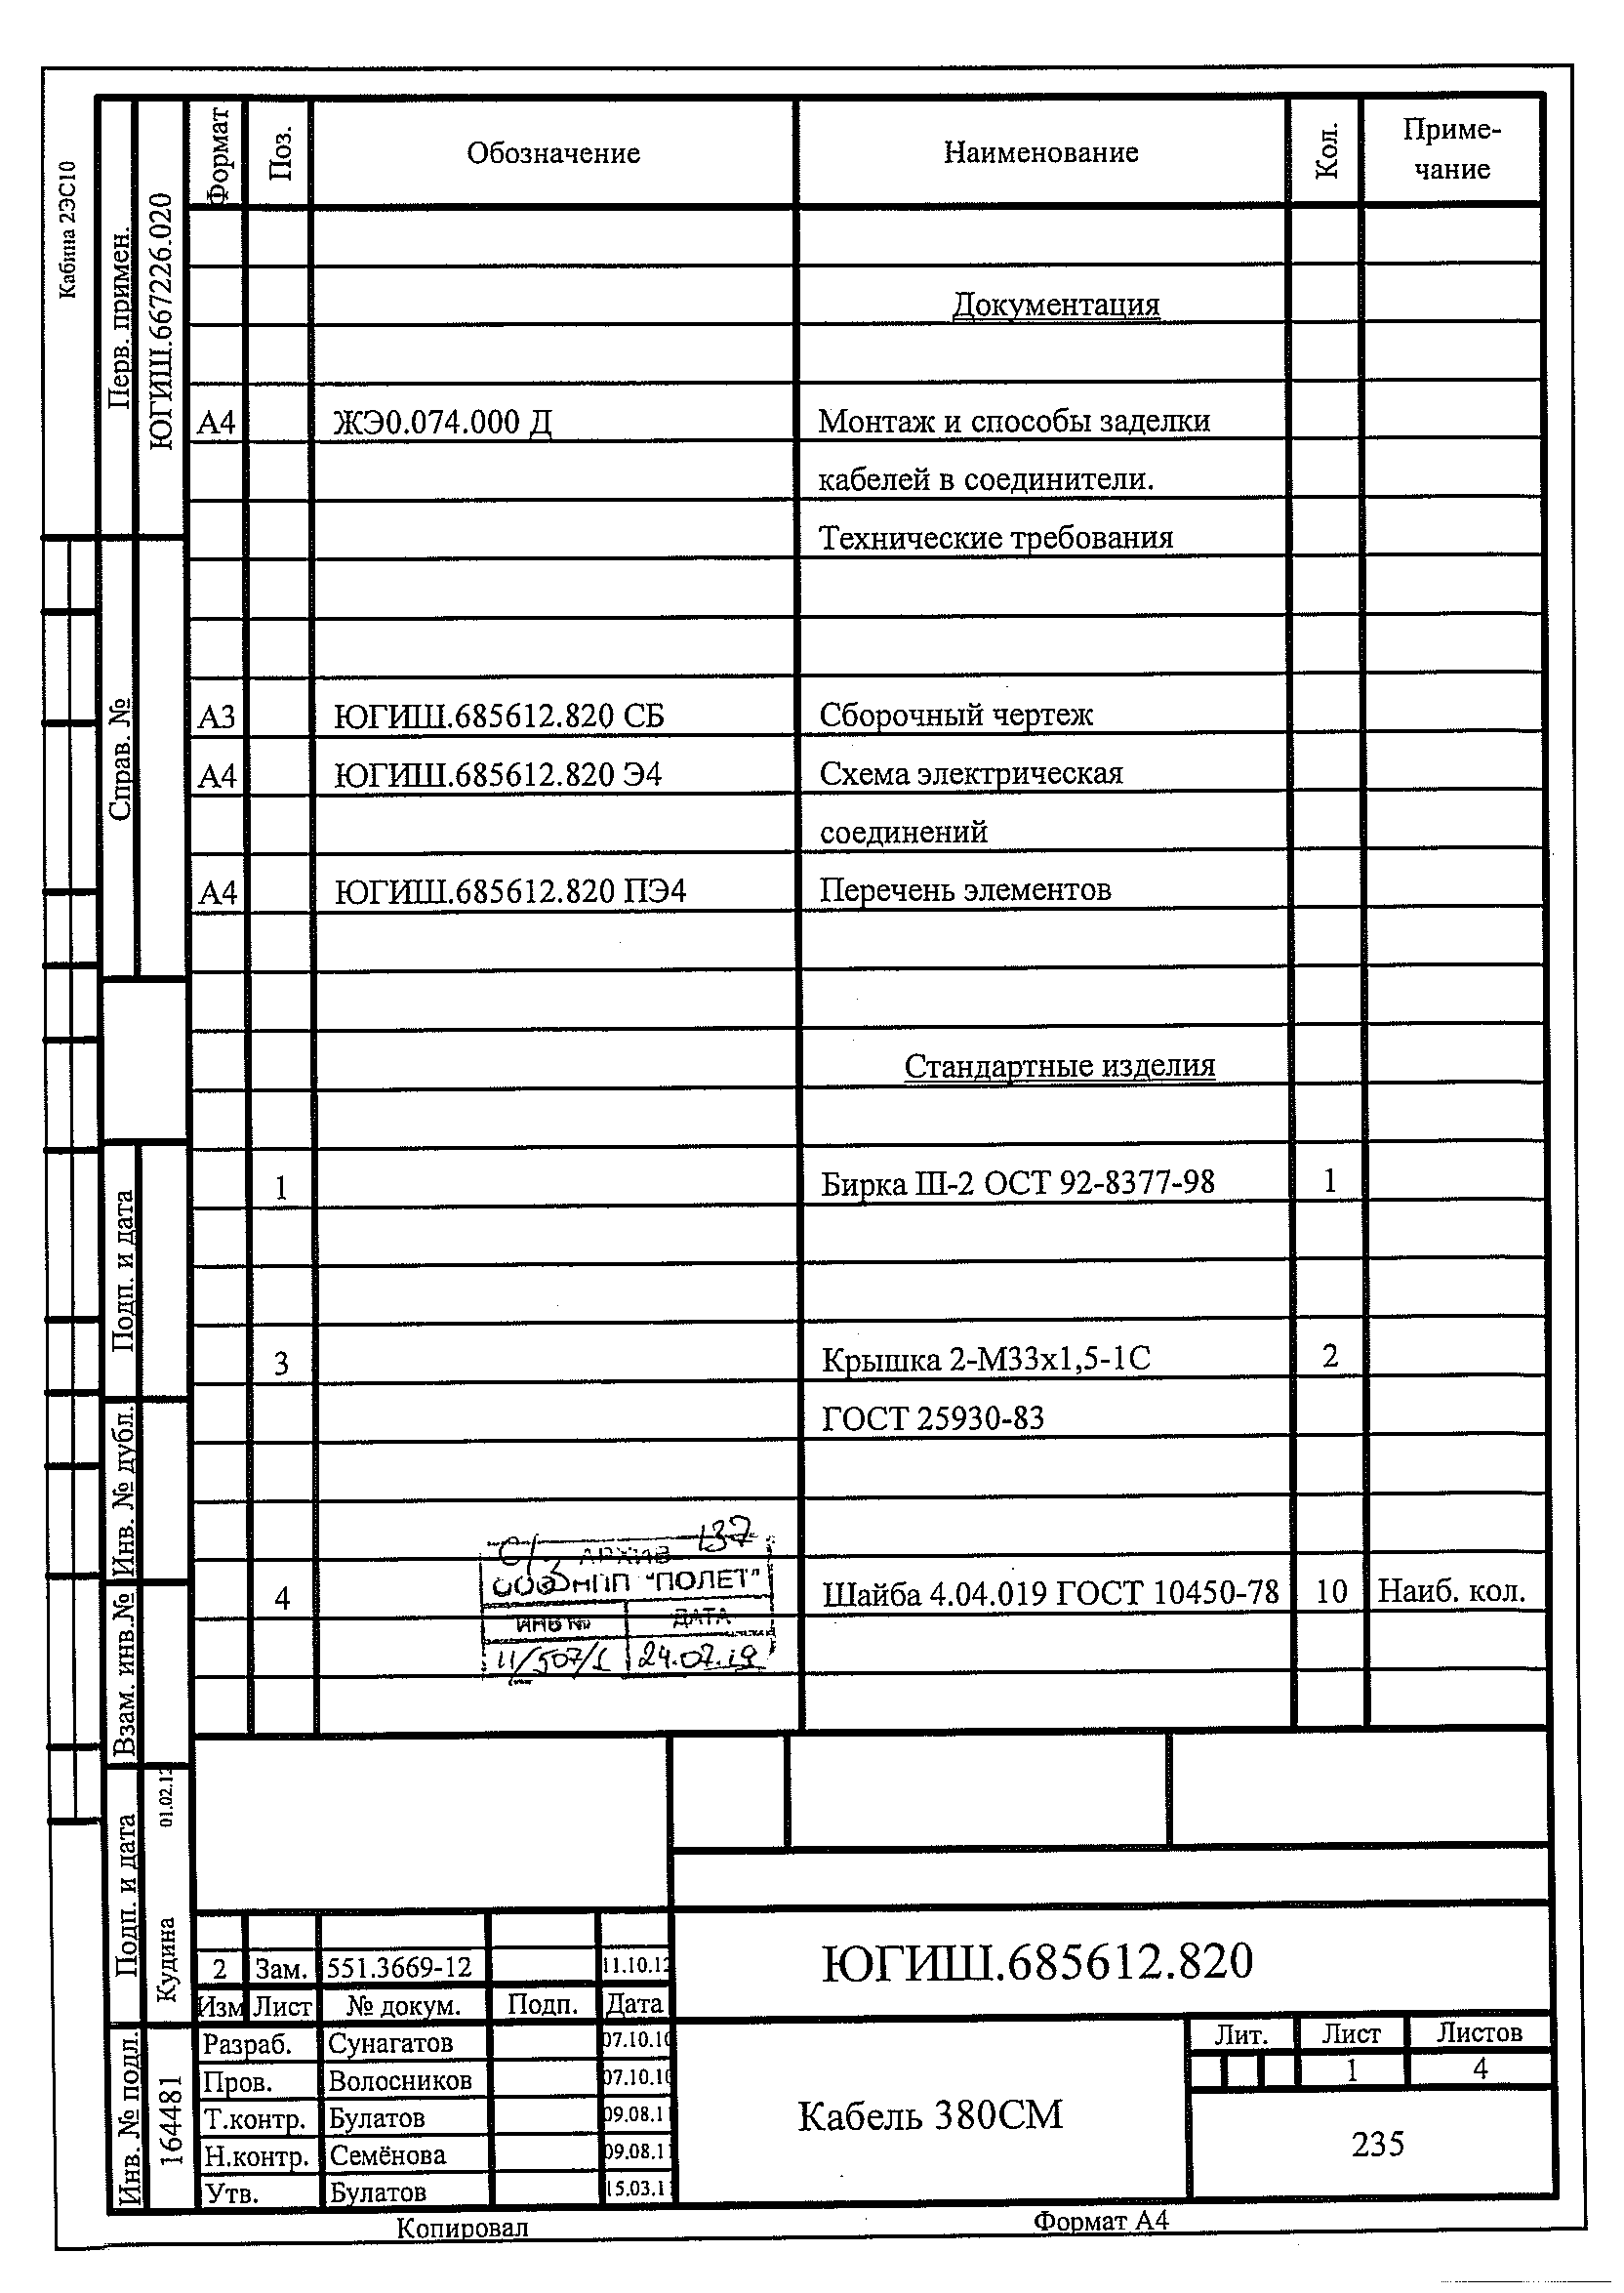 Кабина 2ЭС10
Перв. примен.
ЮГИШ.667226.020
Справ. №
Подп. и дата
Инв. № дубл.
Взам. инв.№
Подп. и дата
Кудина 01.02.12
Инв. № подл.
164481
Формат Поз. Обозначение Наименование Кол. Приме-
чание
Документация
А4 ЖЭ0.074.000 Д Монтаж и способы заделки
кабелей в соединители.
Технические требования
А3 ЮГИШ.685612.820 СБ Сборочный чертеж
А4 ЮГИШ.685612.820 Э4 Схема электрическая
соединений
А4 ЮГИШ.685612.820 ПЭ4 Перечень элементов
Стандартные изделия
1 Бирка Ш-2 ОСТ 92-8377-98 1
3 Крышка 2-М33х1,5-1С 2
ГОСТ 25930-83
137
АРХИВ
ООО НПП "ПОЛЕТ"
4 Шайба 4.04.019 ГОСТ 10450-78 10 Наиб. кол.
ИНВ № ДАТА
11/507/1 24.07.19
ЮГИШ.685612.820
2 Зам. 551.3669-12 11.10.12
Изм Лист № докум. Подп. Дата
Разраб. Сунагатов 07.10.10
Пров. Волосников 07.10.10
Т.контр. Булатов 09.08.11
Н.контр. Семёнова 09.08.11
Утв. Булатов 15.03.11
Кабель 380СМ
Лит. Лист Листов
1 4
235
Копировал Формат А4